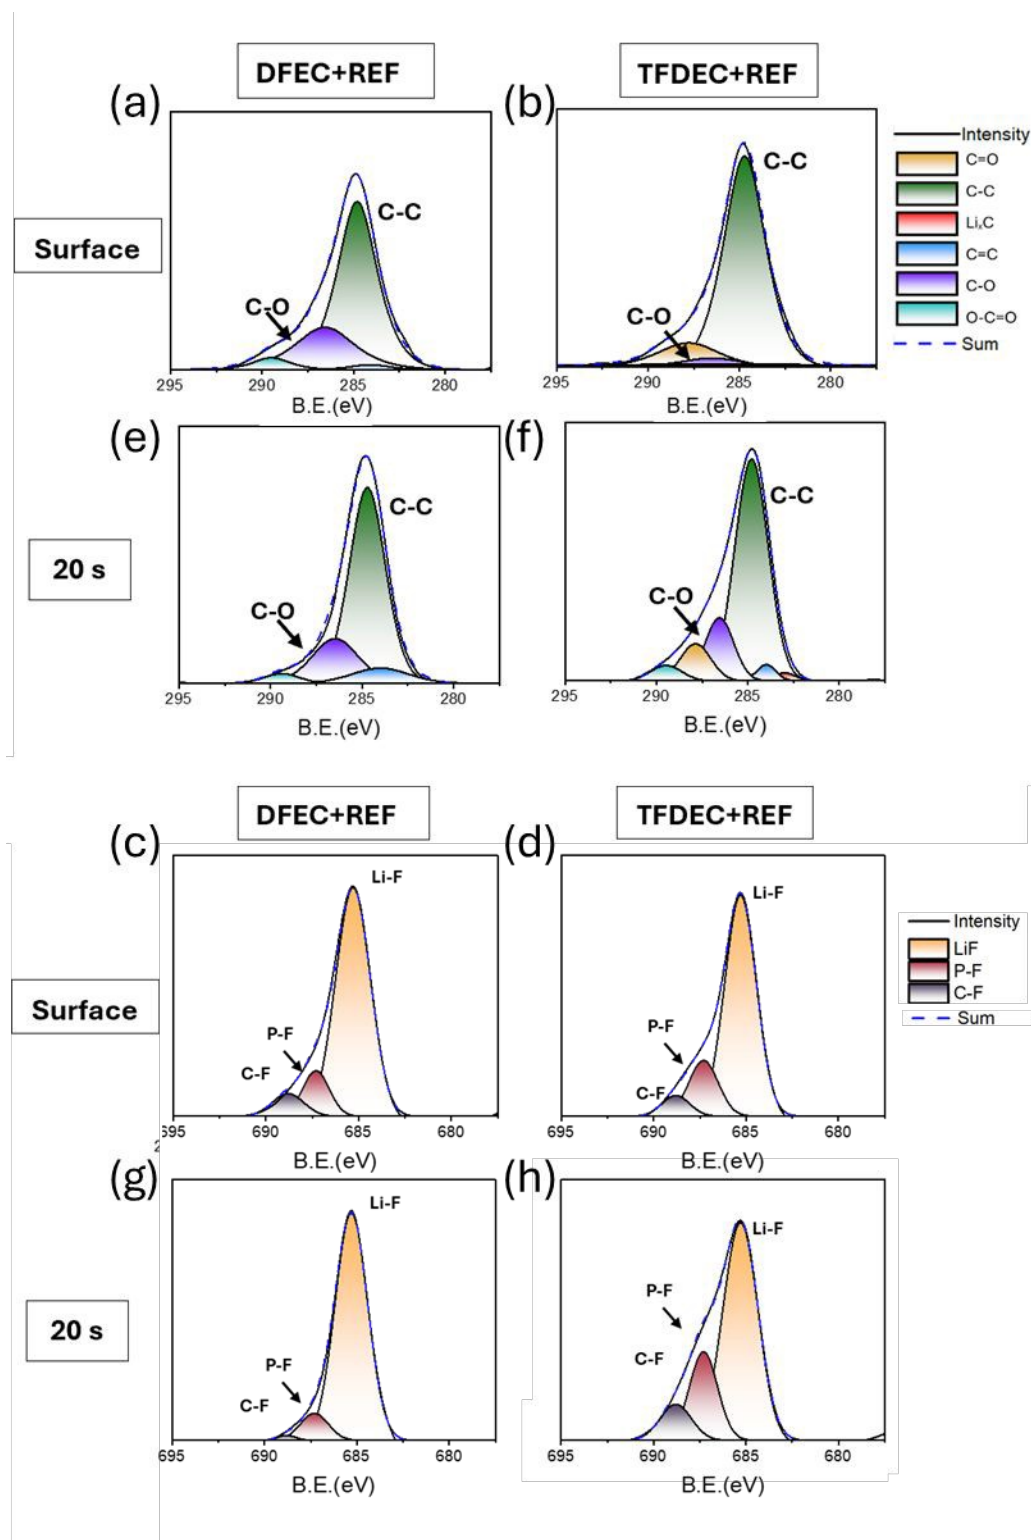 DFEC+REF
TFDEC+REF
(a)
(b)
Surface
C-C
C-O
295 290 285 280
B.E.(eV)
C-C
C-O
295 290 285 280
B.E.(eV)
Intensity
C=O
C-C
LiₓC
C=C
C-O
O-C=O
Sum
(e)
(f)
20 s
C-C
C-O
295 290 285 280
B.E.(eV)
C-C
C-O
295 290 285 280
B.E.(eV)
DFEC+REF
TFDEC+REF
(c)
(d)
Surface
Li-F
P-F
C-F
695 690 685 680
B.E.(eV)
Li-F
P-F
C-F
695 690 685 680
B.E.(eV)
Intensity
LiF
P-F
C-F
Sum
(g)
(h)
20 s
Li-F
P-F
C-F
695 690 685 680
B.E.(eV)
Li-F
P-F
C-F
695 690 685 680
B.E.(eV)